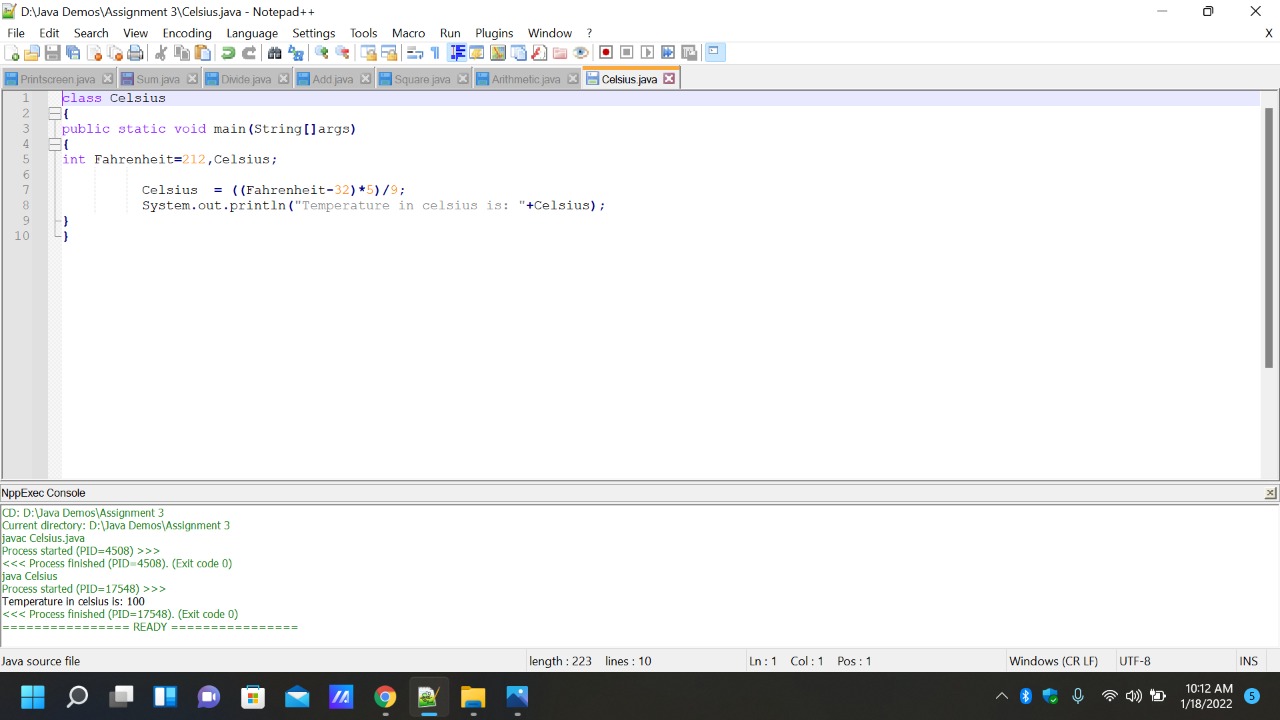 D:\Java Demos\Assignment 3\Celsius.java - Notepad++
File Edit Search View Encoding Language Settings Tools Macro Run Plugins Window ? X
Printscreen.java Sum.java Divide.java Add.java Square.java Arithmetic.java Celsius.java
1 class Celsius
2 {
3 public static void main(String[]args)
4 {
5 int Fahrenheit=212,Celsius;
6
7 Celsius  = ((Fahrenheit-32)*5)/9;
8 System.out.println("Temperature in celsius is: "+Celsius);
9 }
10 }
NppExec Console
CD: D:\Java Demos\Assignment 3
Current directory: D:\Java Demos\Assignment 3
javac Celsius.java
Process started (PID=4508) >>>
<<< Process finished (PID=4508). (Exit code 0)
java Celsius
Process started (PID=17548) >>>
Temperature in celsius is: 100
<<< Process finished (PID=17548). (Exit code 0)
================ READY ================
Java source file length : 223 lines : 10 Ln : 1 Col : 1 Pos : 1 Windows (CR LF) UTF-8 INS
10:12 AM
1/18/2022
5